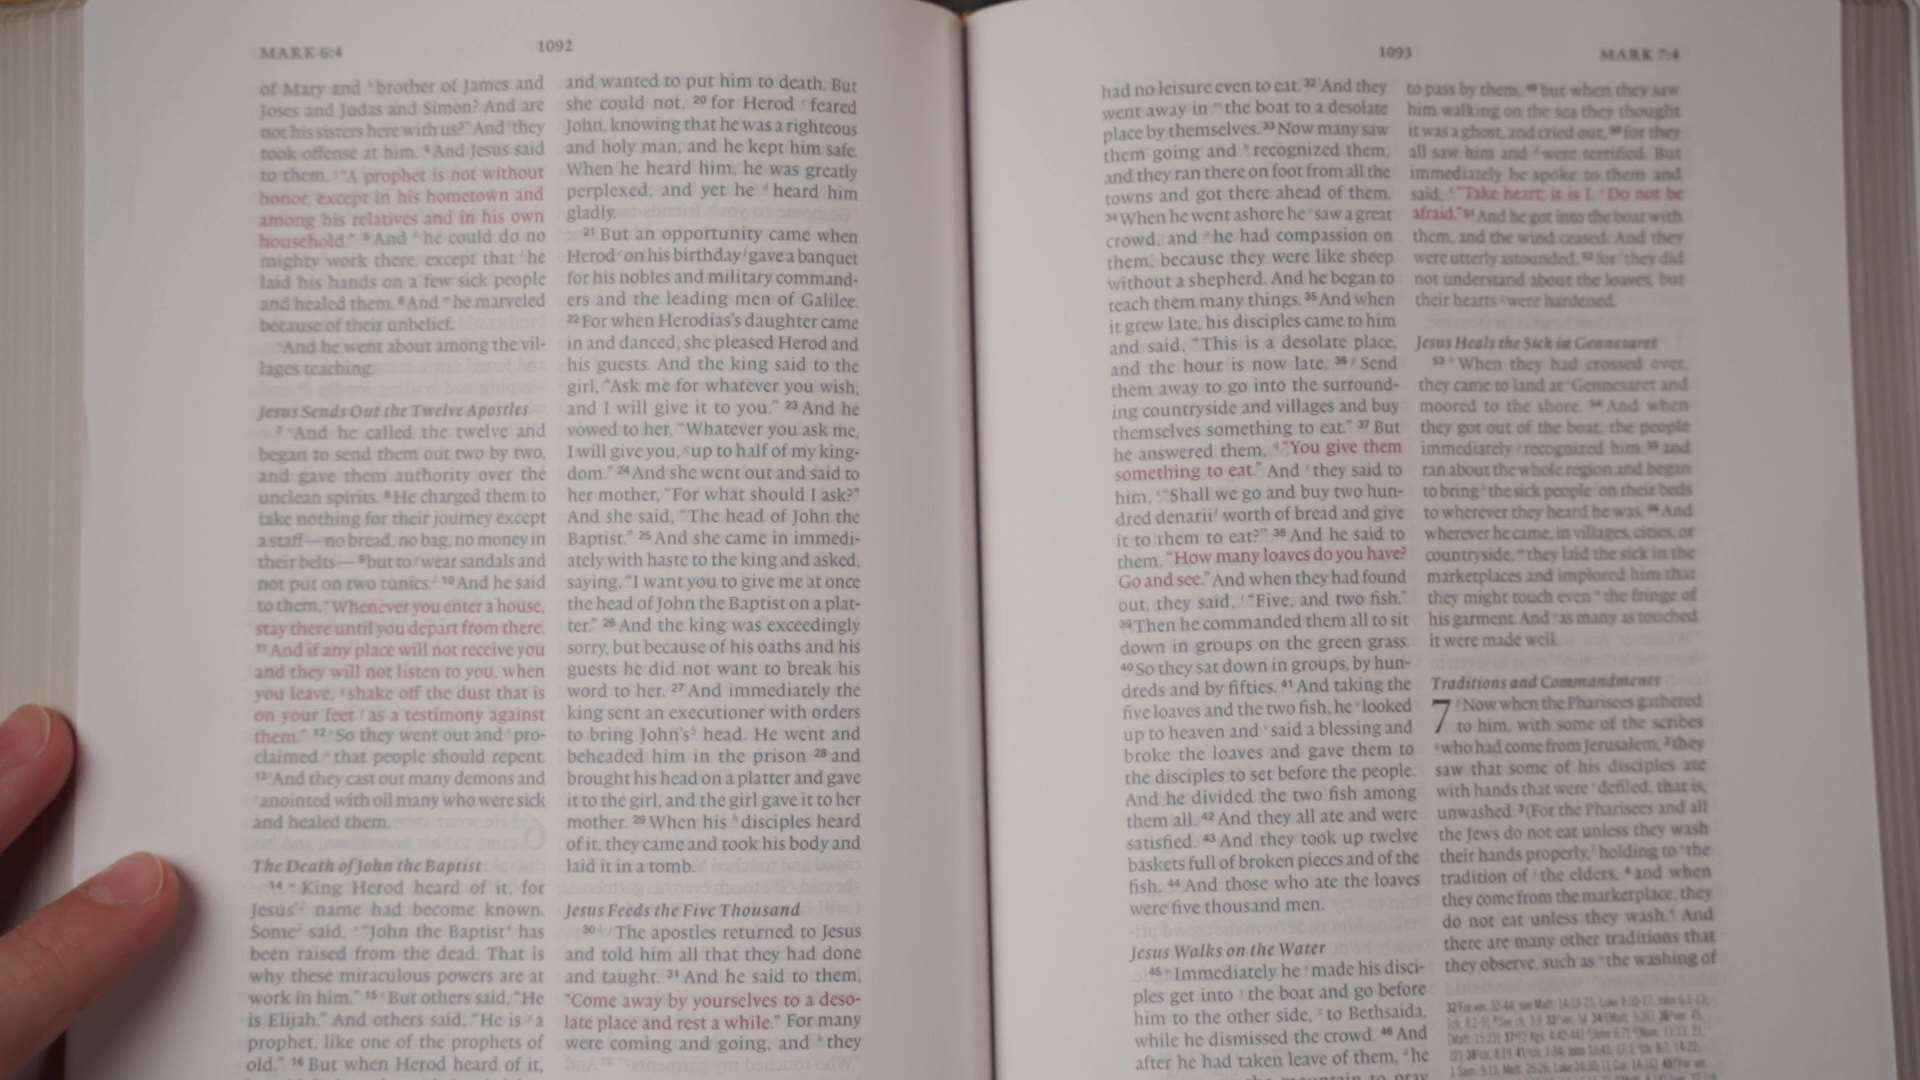 MARK 6:4
1092
of Mary and brother of James and
Joses and Judas and Simon? And are
not his sisters here with us?" And they
took offense at him. 4 And Jesus said
to them, "A prophet is not without
honor, except in his hometown and
among his relatives and in his own
household." 5 And he could do no
mighty work there, except that he
laid his hands on a few sick people
and healed them. 6 And he marveled
because of their unbelief.
And he went about among the vil-
lages teaching.
Jesus Sends Out the Twelve Apostles
7 And he called the twelve and
began to send them out two by two,
and gave them authority over the
unclean spirits. 8 He charged them to
take nothing for their journey except
a staff—no bread, no bag, no money in
their belts— 9 but to wear sandals and
not put on two tunics. 10 And he said
to them, "Whenever you enter a house,
stay there until you depart from there.
11 And if any place will not receive you
and they will not listen to you, when
you leave, shake off the dust that is
on your feet as a testimony against
them." 12 So they went out and pro-
claimed that people should repent.
13 And they cast out many demons and
anointed with oil many who were sick
and healed them.
The Death of John the Baptist
14 King Herod heard of it, for
Jesus' name had become known.
Some said, "John the Baptist has
been raised from the dead. That is
why these miraculous powers are at
work in him." 15 But others said, "He
is Elijah." And others said, "He is a
prophet, like one of the prophets of
old." 16 But when Herod heard of it,
and wanted to put him to death. But
she could not, 20 for Herod feared
John, knowing that he was a righteous
and holy man, and he kept him safe.
When he heard him, he was greatly
perplexed, and yet he heard him
gladly.
21 But an opportunity came when
Herod on his birthday gave a banquet
for his nobles and military command-
ers and the leading men of Galilee.
22 For when Herodias's daughter came
in and danced, she pleased Herod and
his guests. And the king said to the
girl, "Ask me for whatever you wish,
and I will give it to you." 23 And he
vowed to her, "Whatever you ask me,
I will give you, up to half of my king-
dom." 24 And she went out and said to
her mother, "For what should I ask?"
And she said, "The head of John the
Baptist." 25 And she came in immedi-
ately with haste to the king and asked,
saying, "I want you to give me at once
the head of John the Baptist on a plat-
ter." 26 And the king was exceedingly
sorry, but because of his oaths and his
guests he did not want to break his
word to her. 27 And immediately the
king sent an executioner with orders
to bring John's head. He went and
beheaded him in the prison 28 and
brought his head on a platter and gave
it to the girl, and the girl gave it to her
mother. 29 When his disciples heard
of it, they came and took his body and
laid it in a tomb.
Jesus Feeds the Five Thousand
30 The apostles returned to Jesus
and told him all that they had done
and taught. 31 And he said to them,
"Come away by yourselves to a deso-
late place and rest a while." For many
were coming and going, and they
1093
MARK 7:4
had no leisure even to eat. 32 And they
went away in the boat to a desolate
place by themselves. 33 Now many saw
them going and recognized them,
and they ran there on foot from all the
towns and got there ahead of them.
34 When he went ashore he saw a great
crowd, and he had compassion on
them, because they were like sheep
without a shepherd. And he began to
teach them many things. 35 And when
it grew late, his disciples came to him
and said, "This is a desolate place,
and the hour is now late. 36 Send
them away to go into the surround-
ing countryside and villages and buy
themselves something to eat." 37 But
he answered them, "You give them
something to eat." And they said to
him, "Shall we go and buy two hun-
dred denarii worth of bread and give
it to them to eat?" 38 And he said to
them, "How many loaves do you have?
Go and see." And when they had found
out, they said, "Five, and two fish."
39 Then he commanded them all to sit
down in groups on the green grass.
40 So they sat down in groups, by hun-
dreds and by fifties. 41 And taking the
five loaves and the two fish, he looked
up to heaven and said a blessing and
broke the loaves and gave them to
the disciples to set before the people.
And he divided the two fish among
them all. 42 And they all ate and were
satisfied. 43 And they took up twelve
baskets full of broken pieces and of the
fish. 44 And those who ate the loaves
were five thousand men.
Jesus Walks on the Water
45 Immediately he made his disci-
ples get into the boat and go before
him to the other side, to Bethsaida,
while he dismissed the crowd. 46 And
after he had taken leave of them, he
to pass by them, 49 but when they saw
him walking on the sea they thought
it was a ghost, and cried out, 50 for they
all saw him and were terrified. But
immediately he spoke to them and
said, "Take heart; it is I. Do not be
afraid." 51 And he got into the boat with
them, and the wind ceased. And they
were utterly astounded, 52 for they did
not understand about the loaves, but
their hearts were hardened.
Jesus Heals the Sick in Gennesaret
53 When they had crossed over,
they came to land at Gennesaret and
moored to the shore. 54 And when
they got out of the boat, the people
immediately recognized him 55 and
ran about the whole region and began
to bring the sick people on their beds
to wherever they heard he was. 56 And
wherever he came, in villages, cities, or
countryside, they laid the sick in the
marketplaces and implored him that
they might touch even the fringe of
his garment. And as many as touched
it were made well.
Traditions and Commandments
7 Now when the Pharisees gathered
to him, with some of the scribes
who had come from Jerusalem, 2 they
saw that some of his disciples ate
with hands that were defiled, that is,
unwashed. 3 (For the Pharisees and all
the Jews do not eat unless they wash
their hands properly, holding to the
tradition of the elders, 4 and when
they come from the marketplace, they
do not eat unless they wash. And
there are many other traditions that
they observe, such as the washing of